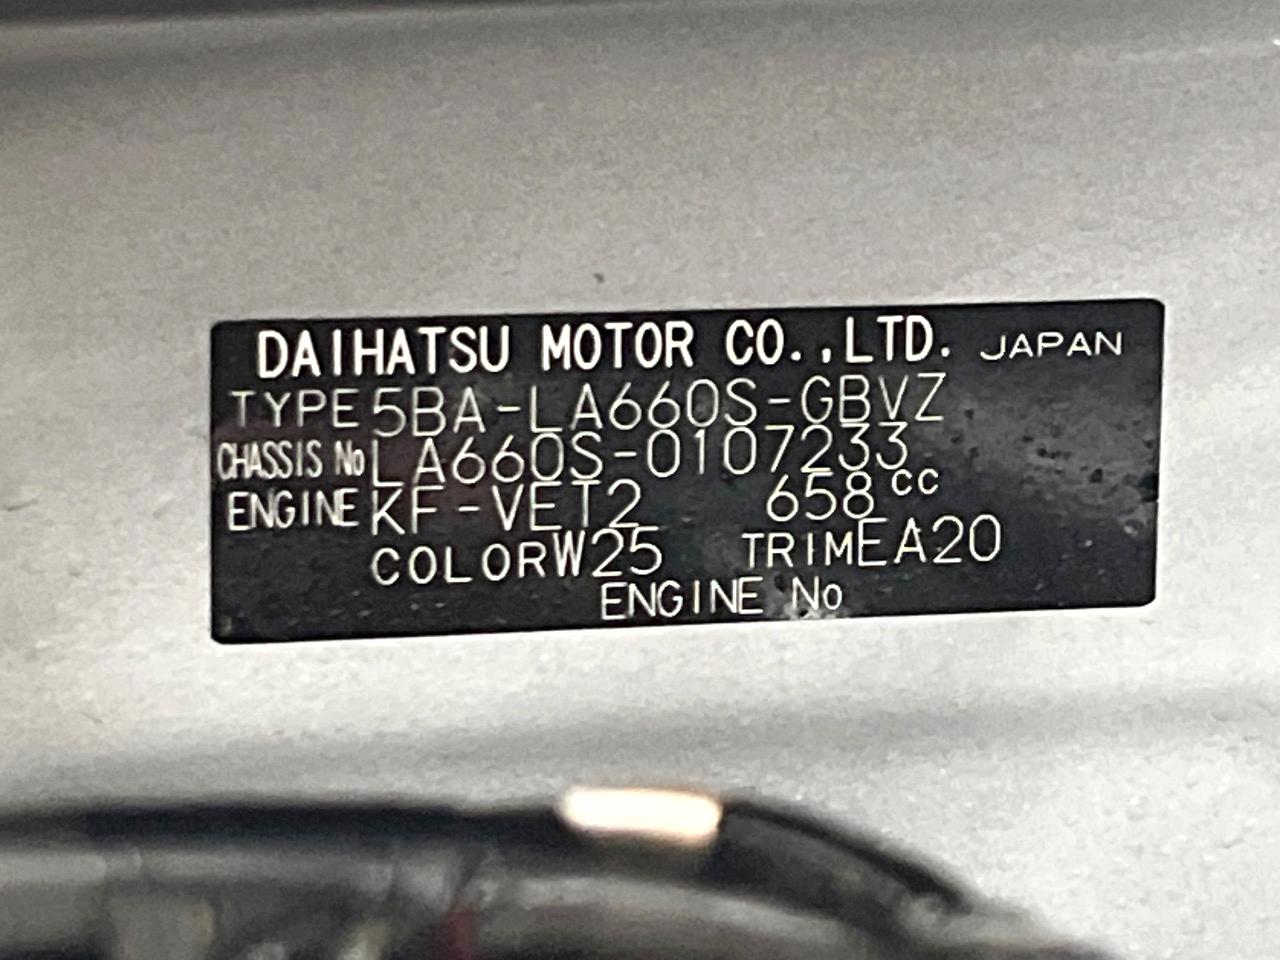 DAIHATSU MOTOR CO.,LTD. JAPAN
TYPE 5BA-LA660S-GBVZ
CHASSIS No LA660S-0107233
ENGINE KF-VET2 658cc
COLOR W25 TRIM EA20
ENGINE No